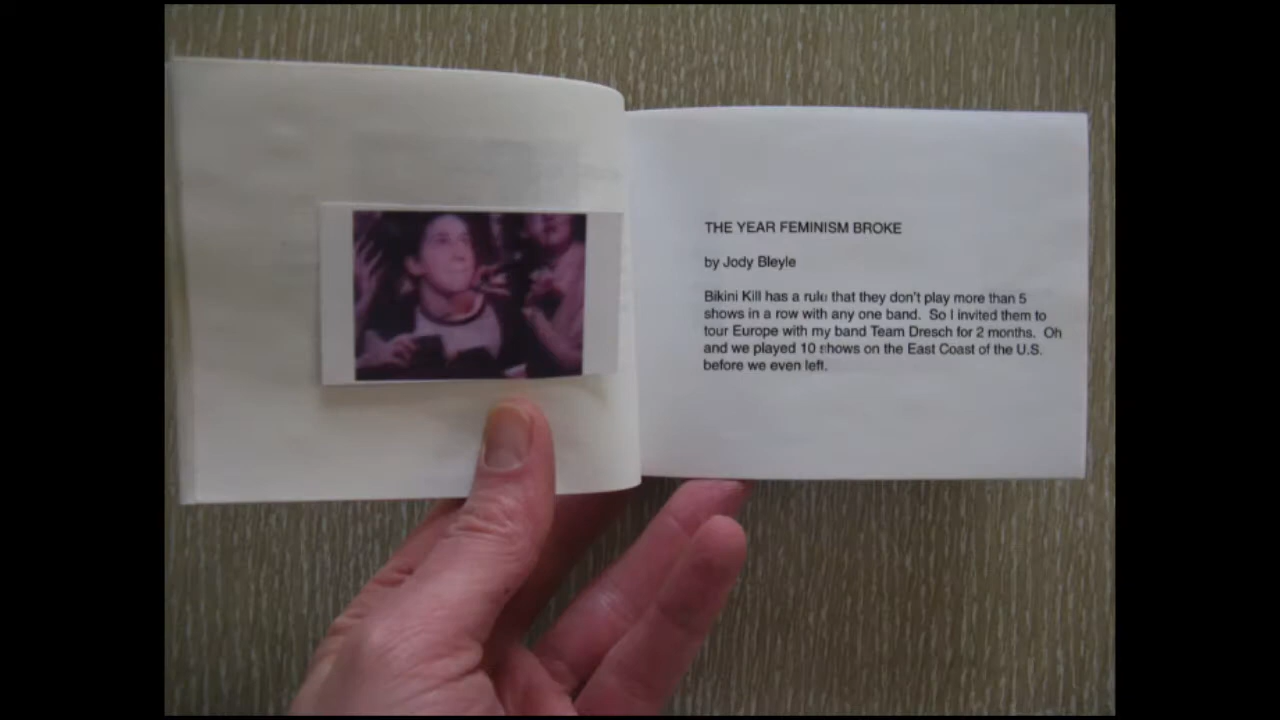 THE YEAR FEMINISM BROKE
by Jody Bleyle
Bikini Kill has a rule that they don't play more than 5
shows in a row with any one band. So I invited them to
tour Europe with my band Team Dresch for 2 months. Oh
and we played 10 shows on the East Coast of the U.S.
before we even left.